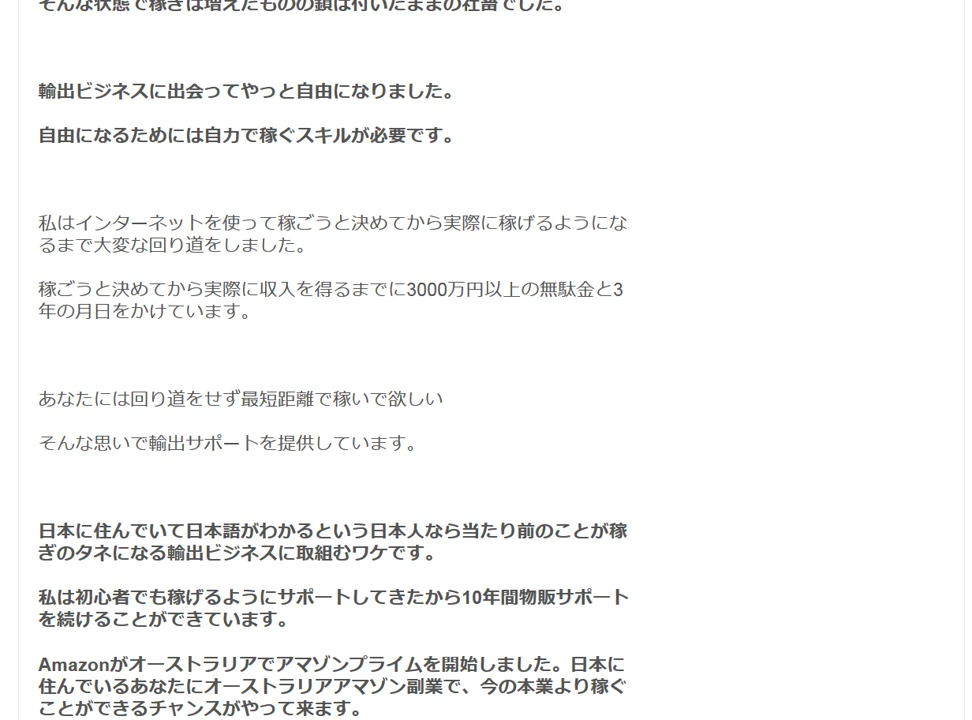 そんな状態で稼ぎは増えたものの鎖は付いたままの社畜でした。
輸出ビジネスに出会ってやっと自由になりました。
自由になるためには自力で稼ぐスキルが必要です。
私はインターネットを使って稼ごうと決めてから実際に稼げるようにな
るまで大変な回り道をしました。
稼ごうと決めてから実際に収入を得るまでに3000万円以上の無駄金と3
年の月日をかけています。
あなたには回り道をせず最短距離で稼いで欲しい
そんな思いで輸出サポートを提供しています。
日本に住んでいて日本語がわかるという日本人なら当たり前のことが稼
ぎのタネになる輸出ビジネスに取組むワケです。
私は初心者でも稼げるようにサポートしてきたから10年間物販サポート
を続けることができています。
Amazonがオーストラリアでアマゾンプライムを開始しました。日本に
住んでいるあなたにオーストラリアアマゾン副業で、今の本業より稼ぐ
ことができるチャンスがやって来ます。